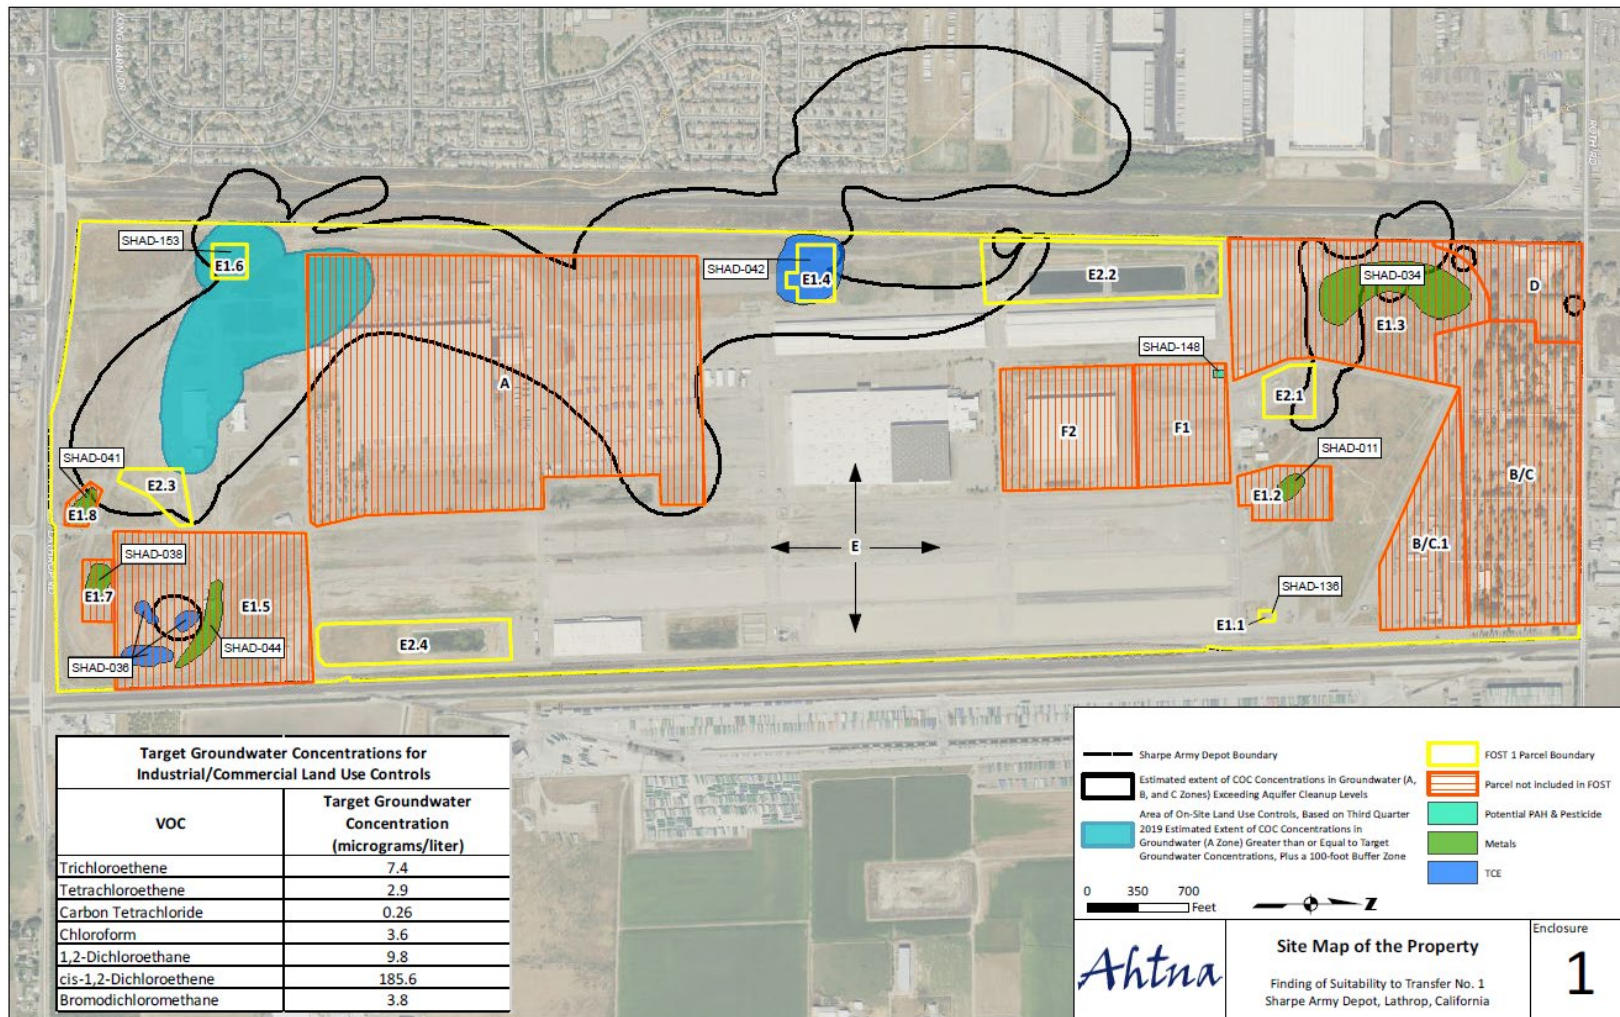 LONG BARN DR
ROTH RD
SHAD-153
E1.6
SHAD-042
E1.4
E2.2
SHAD-034
D
E1.3
SHAD-148
A
E2.1
F2
F1
SHAD-011
E1.2
B/C
SHAD-041
E2.3
E1.8
B/C.1
E
SHAD-038
E1.7
E1.5
SHAD-136
E1.1
SHAD-044
SHAD-036
E2.4
LATHROP RD
Target Groundwater Concentrations for
Industrial/Commercial Land Use Controls
VOC Target Groundwater
Concentration
(micrograms/liter)
Trichloroethene 7.4
Tetrachloroethene 2.9
Carbon Tetrachloride 0.26
Chloroform 3.6
1,2-Dichloroethane 9.8
cis-1,2-Dichloroethene 185.6
Bromodichloromethane 3.8
Sharpe Army Depot Boundary
Estimated extent of COC Concentrations in Groundwater (A,
B, and C Zones) Exceeding Aquifer Cleanup Levels
Area of On-Site Land Use Controls, Based on Third Quarter
2019 Estimated Extent of COC Concentrations in
Groundwater (A Zone) Greater than or Equal to Target
Groundwater Concentrations, Plus a 100-foot Buffer Zone
FOST 1 Parcel Boundary
Parcel not included in FOST
Potential PAH & Pesticide
Metals
TCE
0 350 700
Feet
N
Ahtna
Site Map of the Property
Finding of Suitability to Transfer No. 1
Sharpe Army Depot, Lathrop, California
Enclosure
1